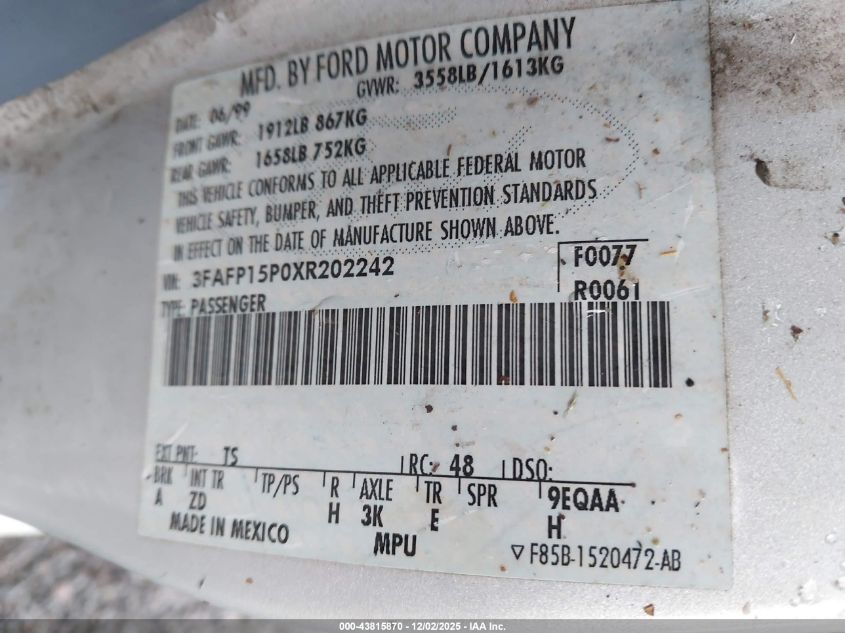 MFD. BY FORD MOTOR COMPANY
GVWR: 3558LB/1613KG
DATE: 06/99
FRONT GAWR: 1912LB 867KG
REAR GAWR: 1658LB 752KG
THIS VEHICLE CONFORMS TO ALL APPLICABLE FEDERAL MOTOR
VEHICLE SAFETY, BUMPER, AND THEFT PREVENTION STANDARDS
IN EFFECT ON THE DATE OF MANUFACTURE SHOWN ABOVE.
VIN: 3FAFP15P0XR202242
F0077
TYPE: PASSENGER
R0061
EXT PNT: TS RC: 48 DSO:
BRK INT TR TP/PS R AXLE TR SPR 9EQAA
A ZD H 3K E H
MADE IN MEXICO MPU
▽F85B-1520472-AB
000-43815870 - 12/02/2025 - IAA Inc.